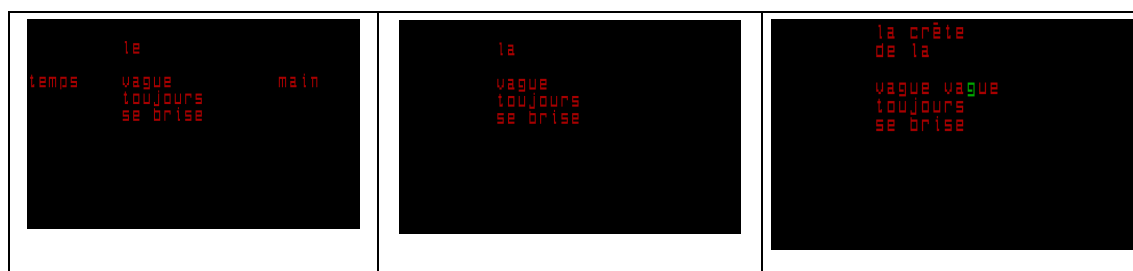 le
temps vague main
toujours
se brise
la
vague
toujours
se brise
la crête
de la
vague vague
toujours
se brise